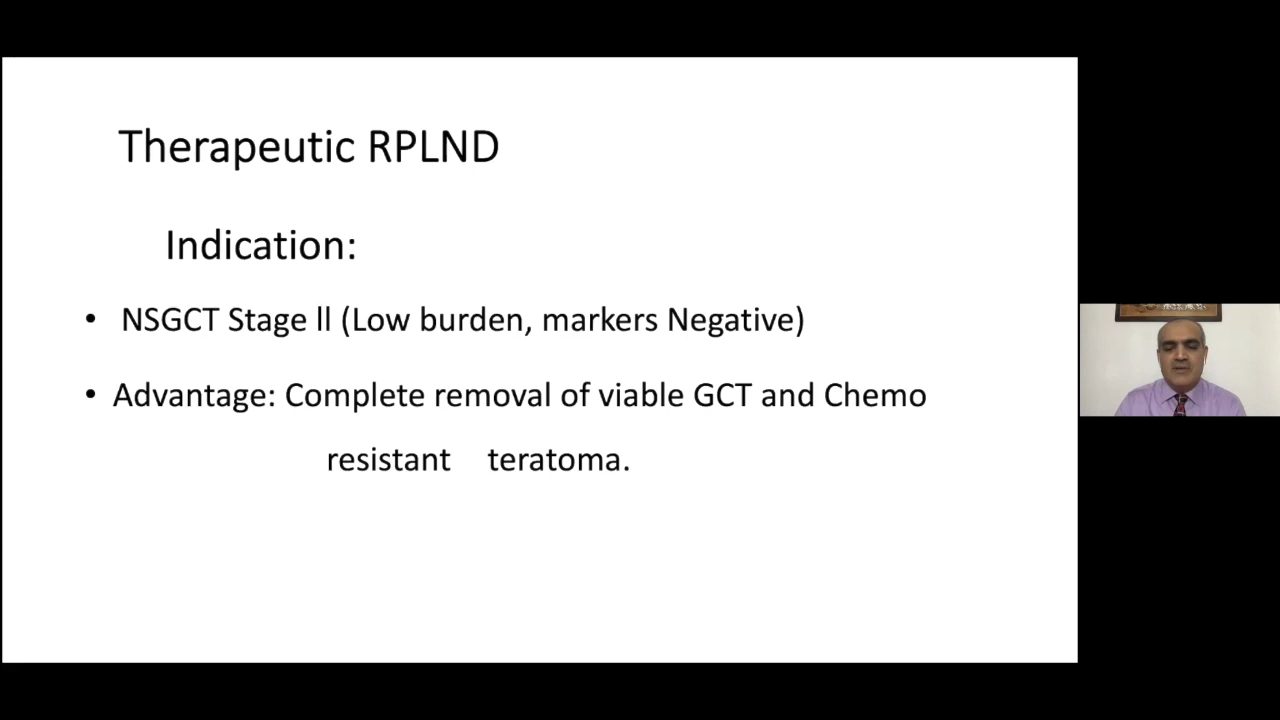 Therapeutic RPLND
Indication:
• NSGCT Stage ll (Low burden, markers Negative)
• Advantage: Complete removal of viable GCT and Chemo
resistant teratoma.